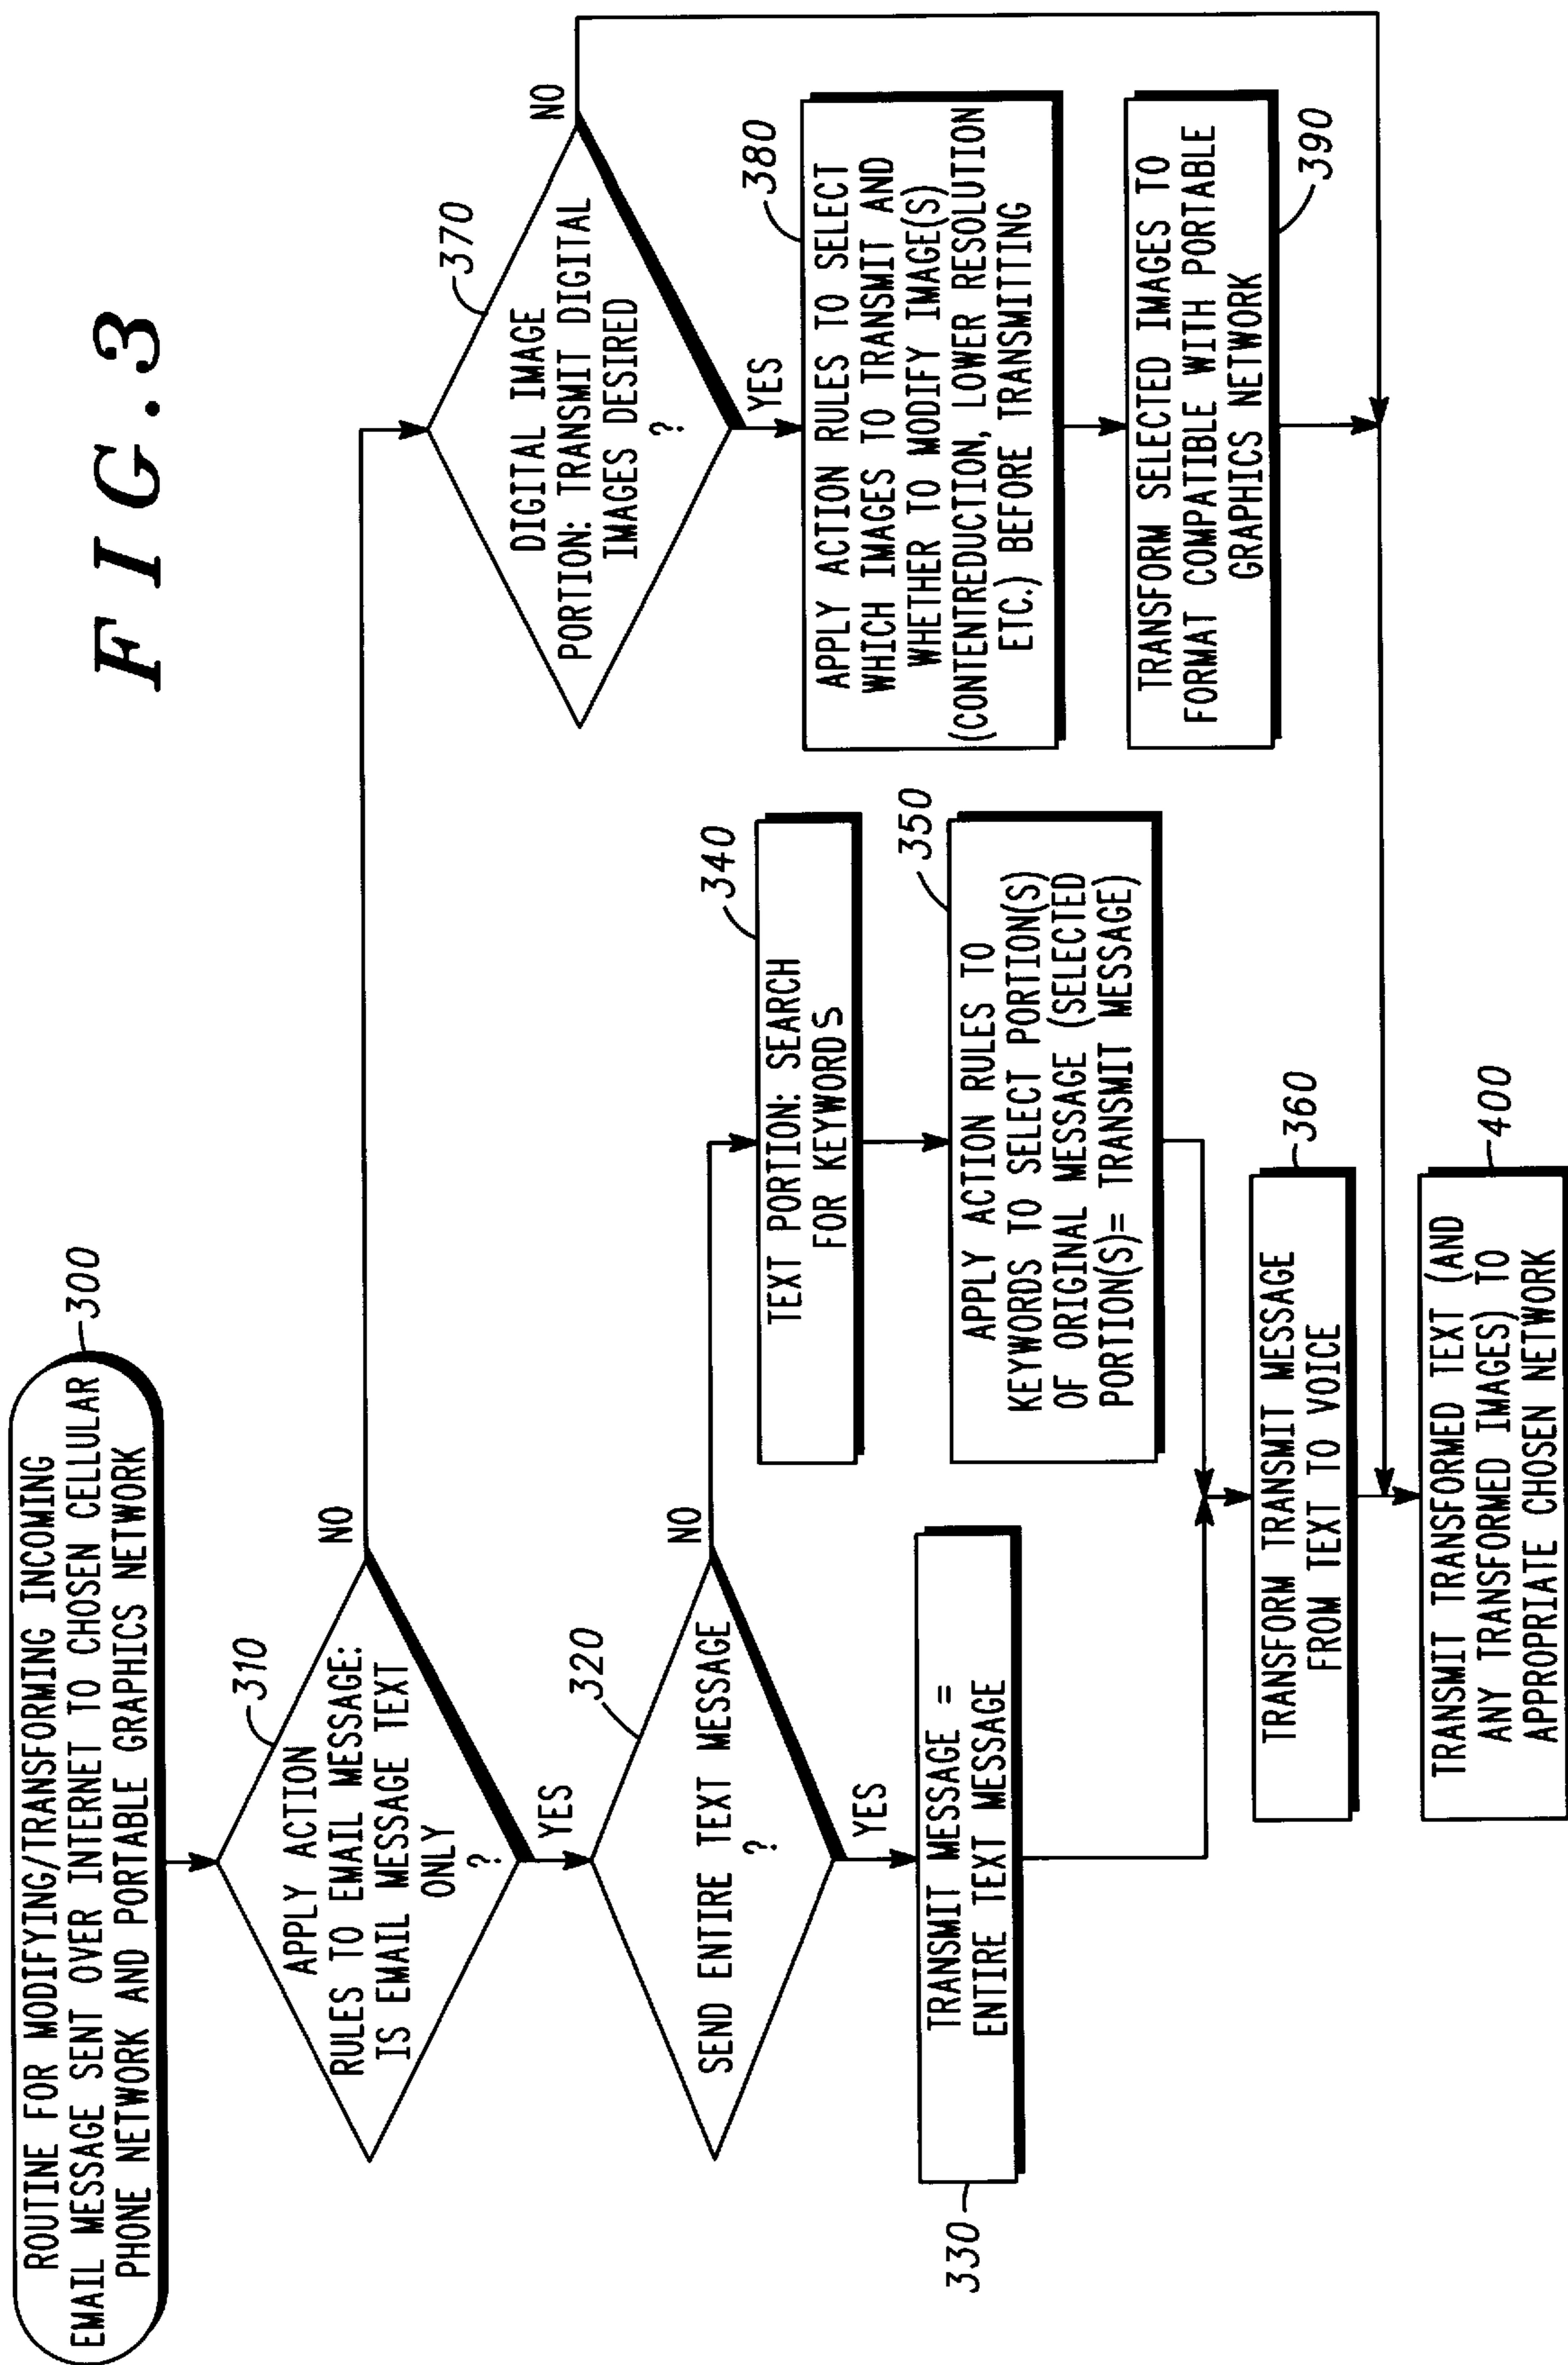 FIG.3
ROUTINE FOR MODIFYING/TRANSFORMING INCOMING
EMAIL MESSAGE SENT OVER INTERNET TO CHOSEN CELLULAR
PHONE NETWORK AND PORTABLE GRAPHICS NETWORK
300
APPLY ACTION
RULES TO EMAIL MESSAGE:
IS EMAIL MESSAGE TEXT
ONLY
?
310
NO
YES
SEND ENTIRE TEXT MESSAGE
?
320
NO
YES
TRANSMIT MESSAGE =
ENTIRE TEXT MESSAGE
330
TEXT PORTION: SEARCH
FOR KEYWORDS
340
APPLY ACTION RULES TO
KEYWORDS TO SELECT PORTION(S)
OF ORIGINAL MESSAGE (SELECTED
PORTION(S)= TRANSMIT MESSAGE)
350
TRANSFORM TRANSMIT MESSAGE
FROM TEXT TO VOICE
360
DIGITAL IMAGE
PORTION: TRANSMIT DIGITAL
IMAGES DESIRED
?
370
NO
YES
APPLY ACTION RULES TO SELECT
WHICH IMAGES TO TRANSMIT AND
WHETHER TO MODIFY IMAGE(S)
(CONTENTREDUCTION, LOWER RESOLUTION
ETC.) BEFORE TRANSMITTING
380
TRANSFORM SELECTED IMAGES TO
FORMAT COMPATIBLE WITH PORTABLE
GRAPHICS NETWORK
390
TRANSMIT TRANSFORMED TEXT (AND
ANY TRANSFORMED IMAGES) TO
APPROPRIATE CHOSEN NETWORK
400